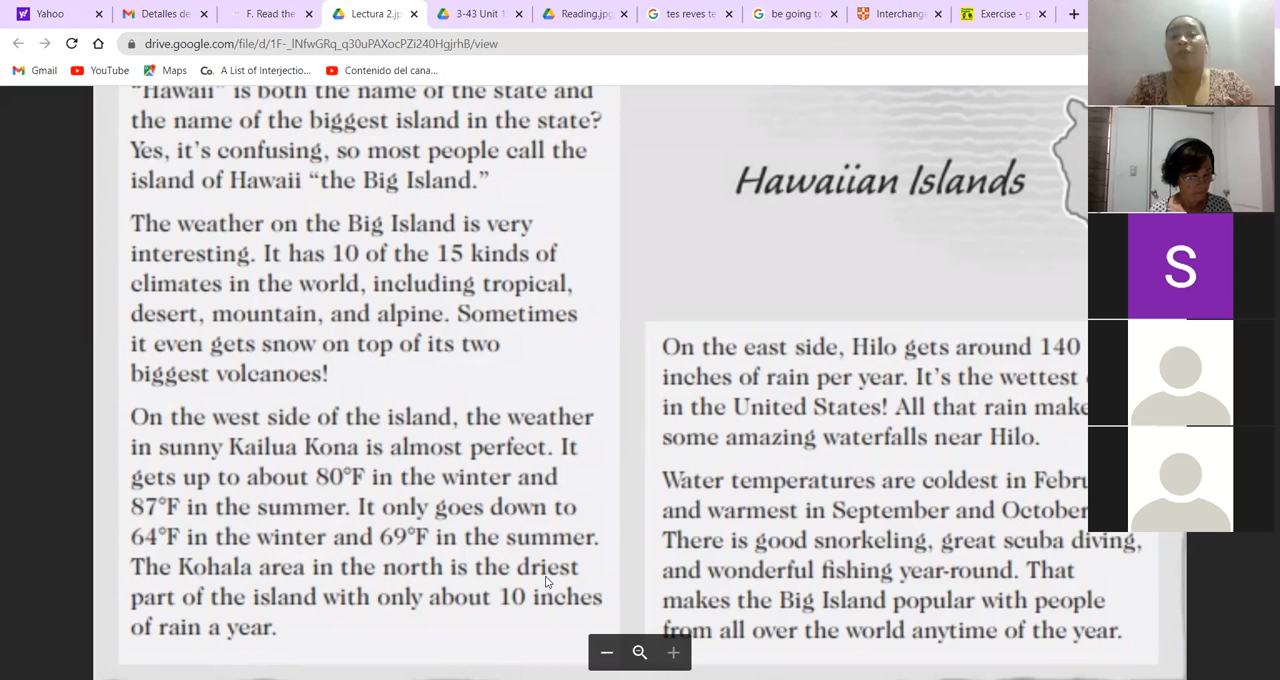 Yahoo
Detalles de
F. Read the
Lectura 2.jp
3-43 Unit 1
Reading.jpg
tes reves te
be going to
Interchang
Exercise - g
drive.google.com/file/d/1F-_lNfwGRq_q30uPAXocPZi240HgjrhB/view
Gmail
YouTube
Maps
Co.
A List of Interjectio...
Contenido del cana...
"Hawaii" is both the name of the state and
the name of the biggest island in the state?
Yes, it's confusing, so most people call the
island of Hawaii "the Big Island."
The weather on the Big Island is very
interesting. It has 10 of the 15 kinds of
climates in the world, including tropical,
desert, mountain, and alpine. Sometimes
it even gets snow on top of its two
biggest volcanoes!
On the west side of the island, the weather
in sunny Kailua Kona is almost perfect. It
gets up to about 80°F in the winter and
87°F in the summer. It only goes down to
64°F in the winter and 69°F in the summer.
The Kohala area in the north is the driest
part of the island with only about 10 inches
of rain a year.
Hawaiian Islands
On the east side, Hilo gets around 140
inches of rain per year. It's the wettest
in the United States! All that rain make
some amazing waterfalls near Hilo.
Water temperatures are coldest in Febru
and warmest in September and October
There is good snorkeling, great scuba diving,
and wonderful fishing year-round. That
makes the Big Island popular with people
from all over the world anytime of the year.
S